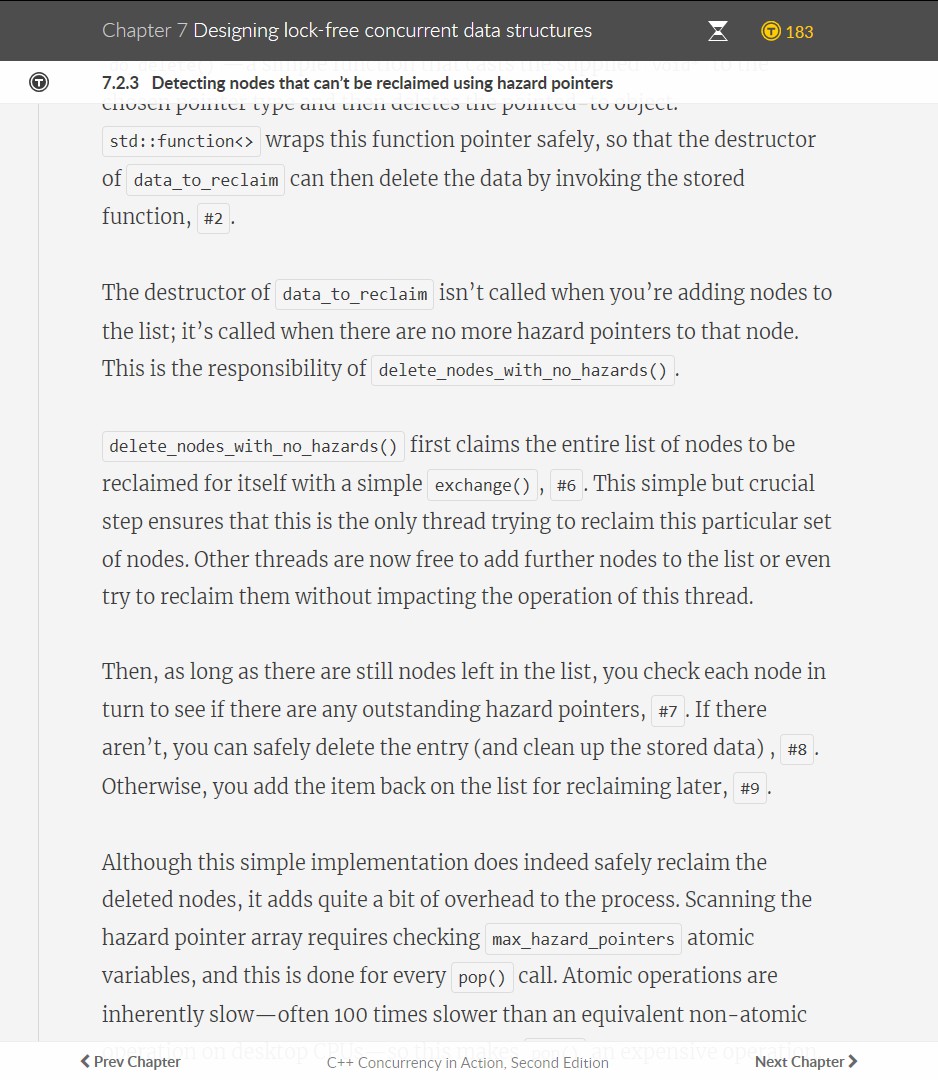 Chapter 7 Designing lock-free concurrent data structures
183
7.2.3 Detecting nodes that can’t be reclaimed using hazard pointers
chosen pointer type and then deletes the pointed-to object.
std::function<> wraps this function pointer safely, so that the destructor
of data_to_reclaim can then delete the data by invoking the stored
function, #2 .
The destructor of data_to_reclaim isn’t called when you’re adding nodes to
the list; it’s called when there are no more hazard pointers to that node.
This is the responsibility of delete_nodes_with_no_hazards() .
delete_nodes_with_no_hazards() first claims the entire list of nodes to be
reclaimed for itself with a simple exchange() , #6 . This simple but crucial
step ensures that this is the only thread trying to reclaim this particular set
of nodes. Other threads are now free to add further nodes to the list or even
try to reclaim them without impacting the operation of this thread.
Then, as long as there are still nodes left in the list, you check each node in
turn to see if there are any outstanding hazard pointers, #7 . If there
aren’t, you can safely delete the entry (and clean up the stored data) , #8 .
Otherwise, you add the item back on the list for reclaiming later, #9 .
Although this simple implementation does indeed safely reclaim the
deleted nodes, it adds quite a bit of overhead to the process. Scanning the
hazard pointer array requires checking max_hazard_pointers atomic
variables, and this is done for every pop() call. Atomic operations are
inherently slow—often 100 times slower than an equivalent non-atomic
operation on desktop CPUs—so this makes pop() an expensive operation.
Prev Chapter
C++ Concurrency in Action, Second Edition
Next Chapter